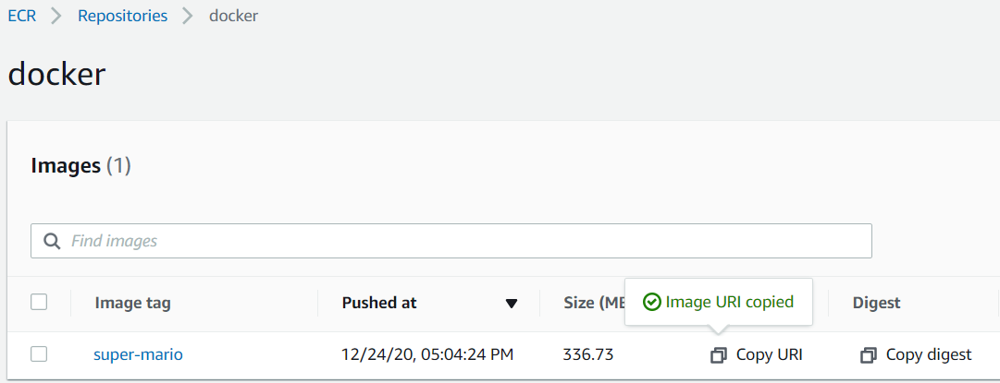 ECR > Repositories > docker
docker
Images (1)
Find images
Image tag Pushed at Size (MB Image URI copied Digest
super-mario 12/24/20, 05:04:24 PM 336.73 Copy URI Copy digest